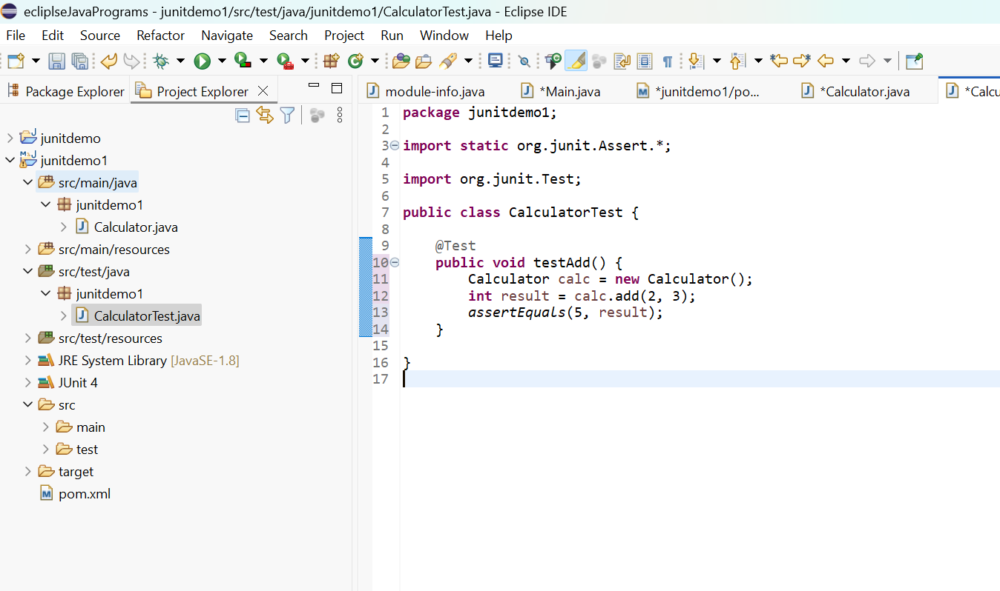 ecliplseJavaPrograms - junitdemo1/src/test/java/junitdemo1/CalculatorTest.java - Eclipse IDE
File Edit Source Refactor Navigate Search Project Run Window Help
Package Explorer Project Explorer
module-info.java *Main.java *junitdemo1/po... *Calculator.java *Calcu
junitdemo
junitdemo1
src/main/java
junitdemo1
Calculator.java
src/main/resources
src/test/java
junitdemo1
CalculatorTest.java
src/test/resources
JRE System Library [JavaSE-1.8]
JUnit 4
src
main
test
target
pom.xml
1 package junitdemo1;
2
3 import static org.junit.Assert.*;
4
5 import org.junit.Test;
6
7 public class CalculatorTest {
8
9 @Test
10 public void testAdd() {
11 Calculator calc = new Calculator();
12 int result = calc.add(2, 3);
13 assertEquals(5, result);
14 }
15
16 }
17